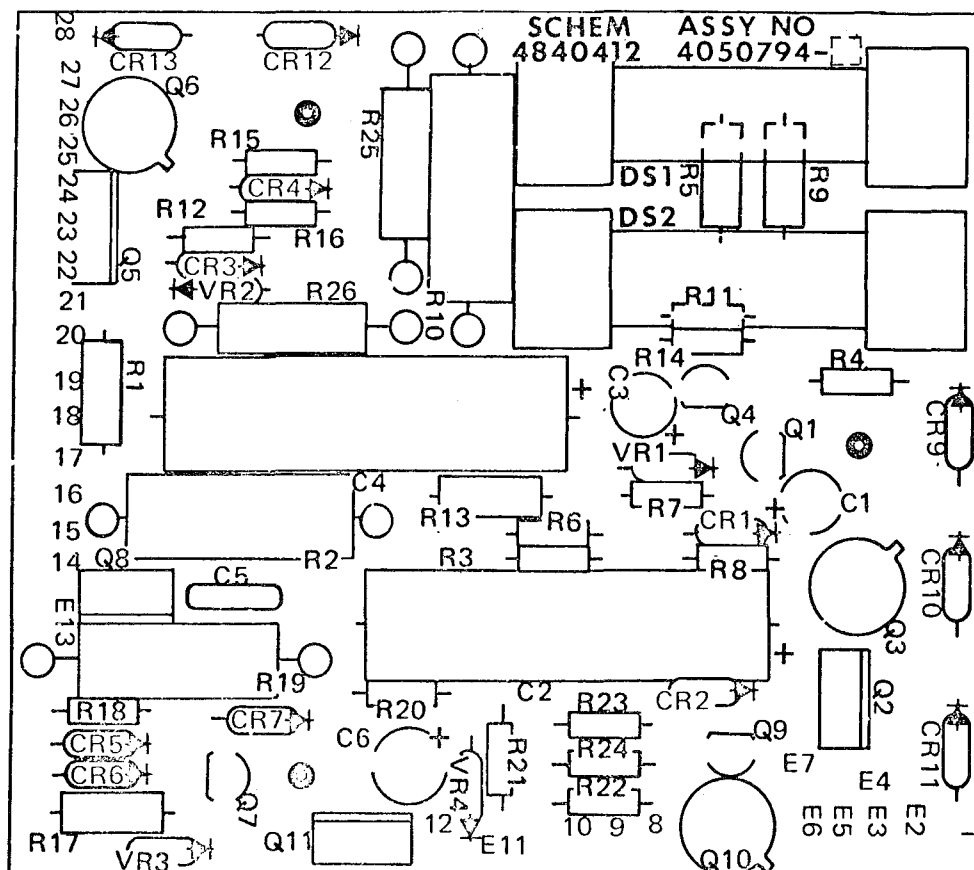 SCHEM ASSY NO
4840412 4050794-
28
CR13
CR12
27
Q6
26
25
R15
R25
24
CR4
DS1
R5
R9
R12
23
R16
DS2
22
Q5
CR3
21
VR2
R26
R10
R11
20
R1
R14
R4
19
C3
+
18
Q4
CR9
17
+
Q1
VR1
16
C4
R7
+
C1
15
R13
R6
CR1
14
Q8
R2
R3
R8
CR10
E13
C5
Q3
+
R19
C2
CR2
Q2
R18
CR7
R20
R23
CR5
C6
+
R21
R24
Q9
E7
CR11
CR6
E4
Q7
VR4
R22
R17
12
10 9 8
E6
E5
E3
E2
VR3
Q11
E11
Q10